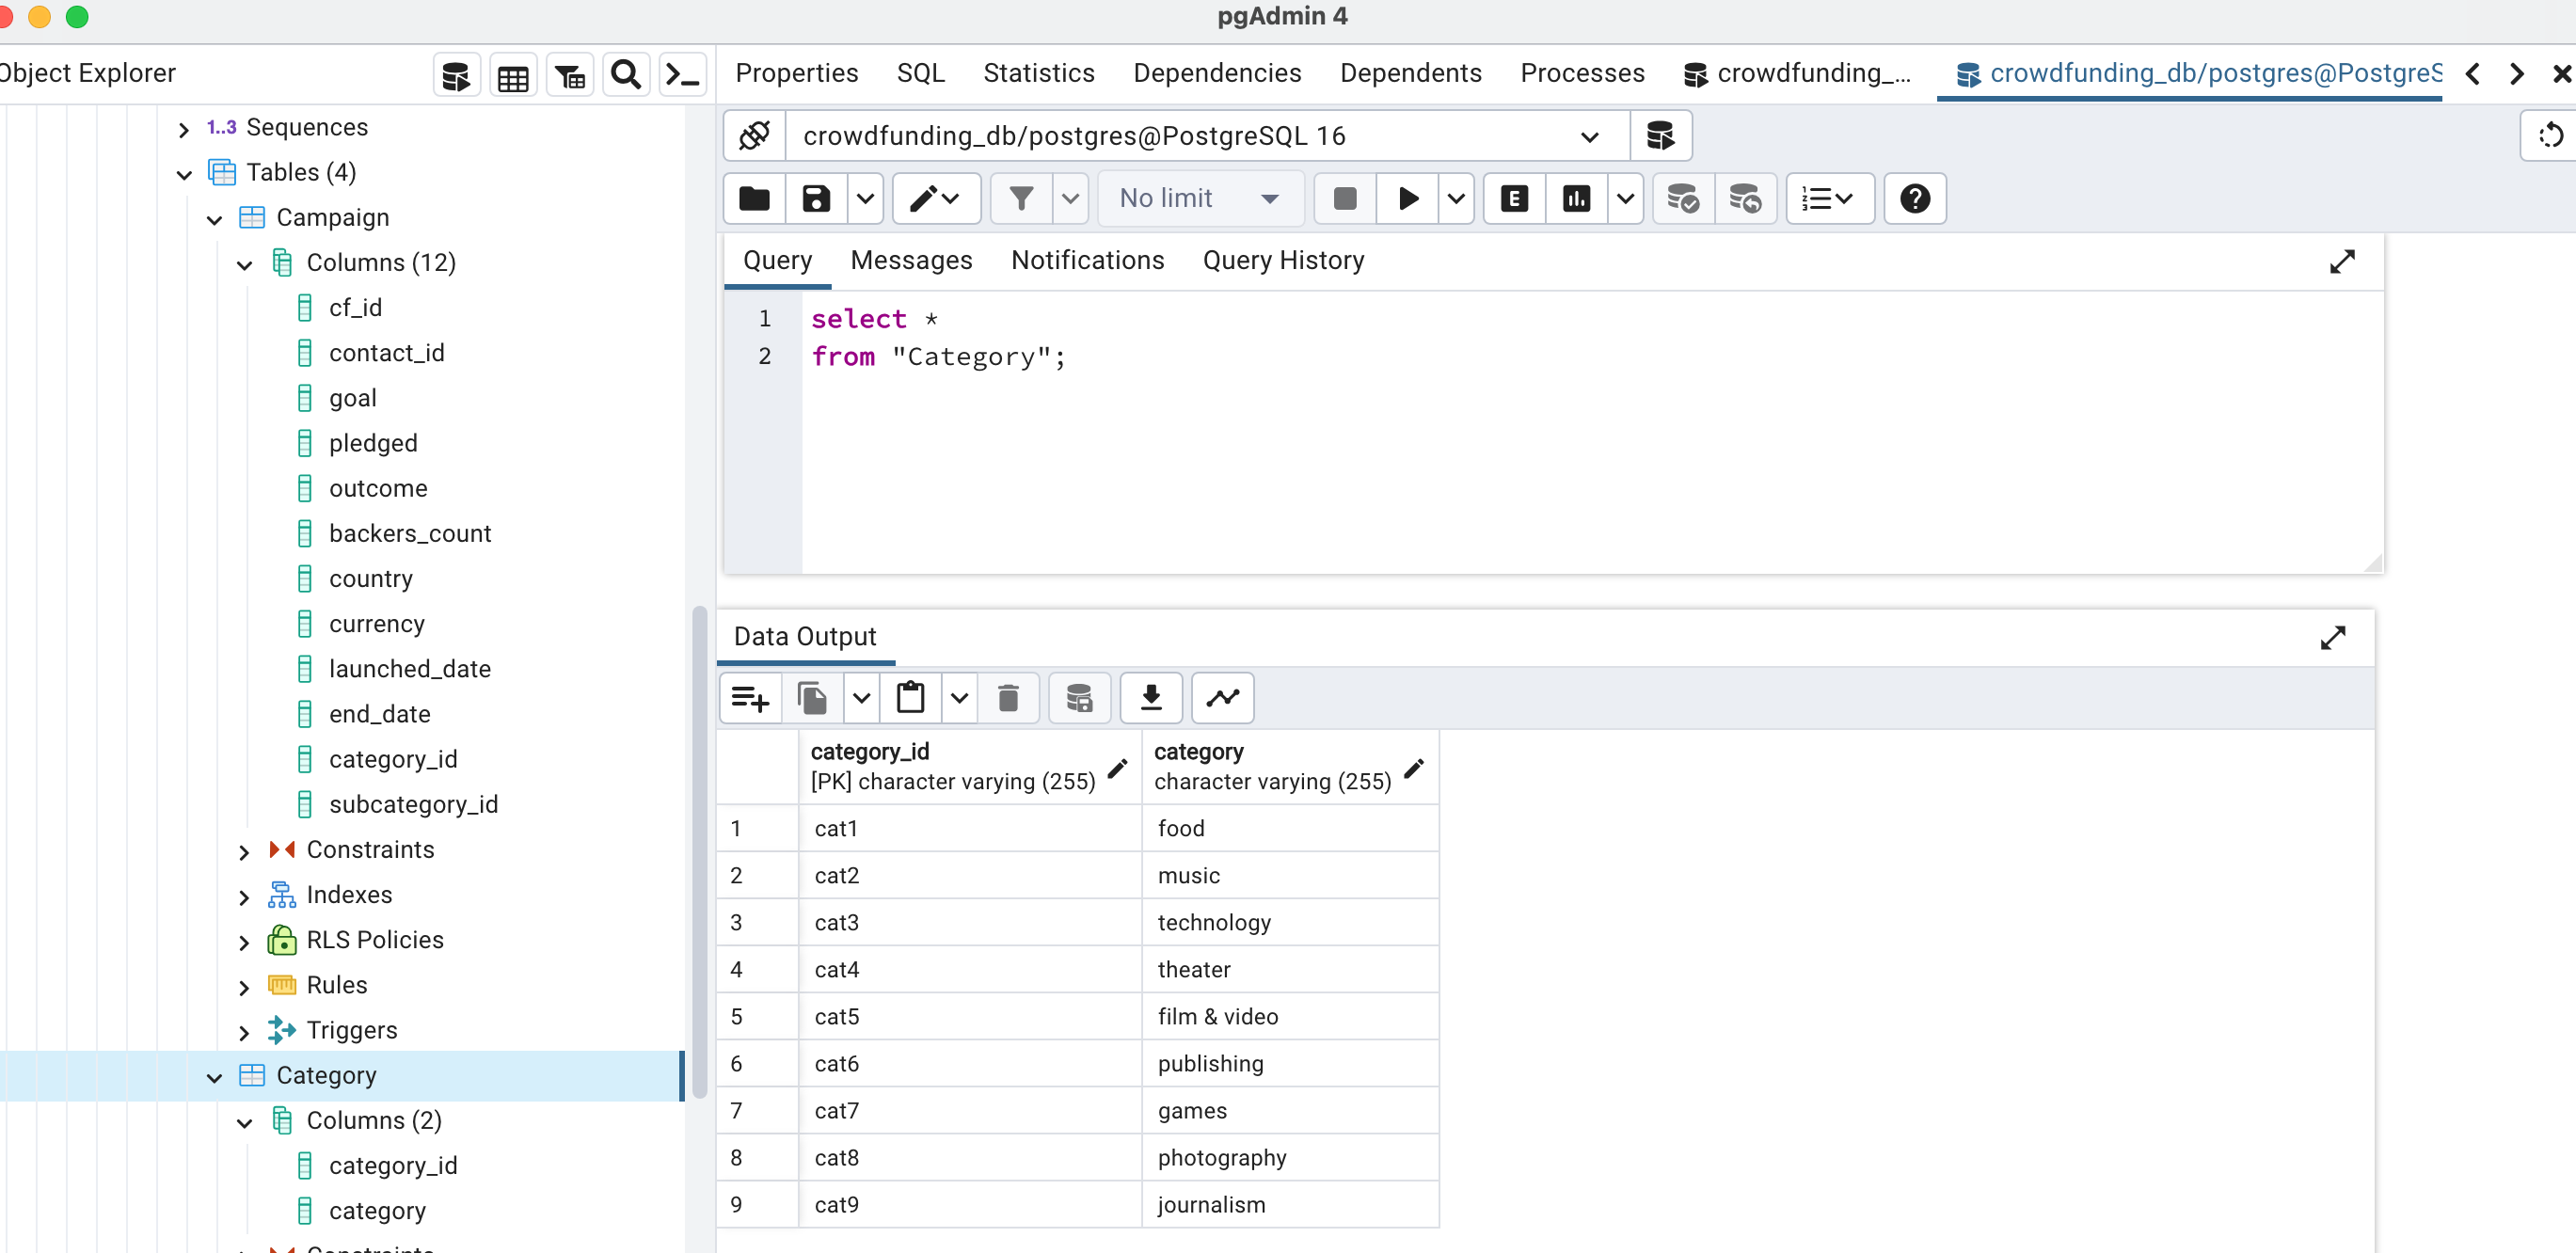 pgAdmin 4
Object Explorer
Properties
SQL
Statistics
Dependencies
Dependents
Processes
crowdfunding_...
crowdfunding_db/postgres@PostgreS
1..3 Sequences
Tables (4)
Campaign
Columns (12)
cf_id
contact_id
goal
pledged
outcome
backers_count
country
currency
launched_date
end_date
category_id
subcategory_id
Constraints
Indexes
RLS Policies
Rules
Triggers
Category
Columns (2)
category_id
category
Constraints
crowdfunding_db/postgres@PostgreSQL 16
No limit
E
Query
Messages
Notifications
Query History
1 select *
2 from "Category";
Data Output
category_id
[PK] character varying (255)
category
character varying (255)
1 cat1 food
2 cat2 music
3 cat3 technology
4 cat4 theater
5 cat5 film & video
6 cat6 publishing
7 cat7 games
8 cat8 photography
9 cat9 journalism